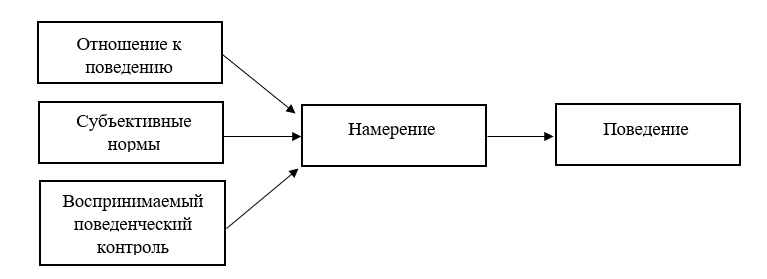 Отношение к
поведению
Субъективные
нормы
Воспринимаемый
поведенческий
контроль
Намерение
Поведение